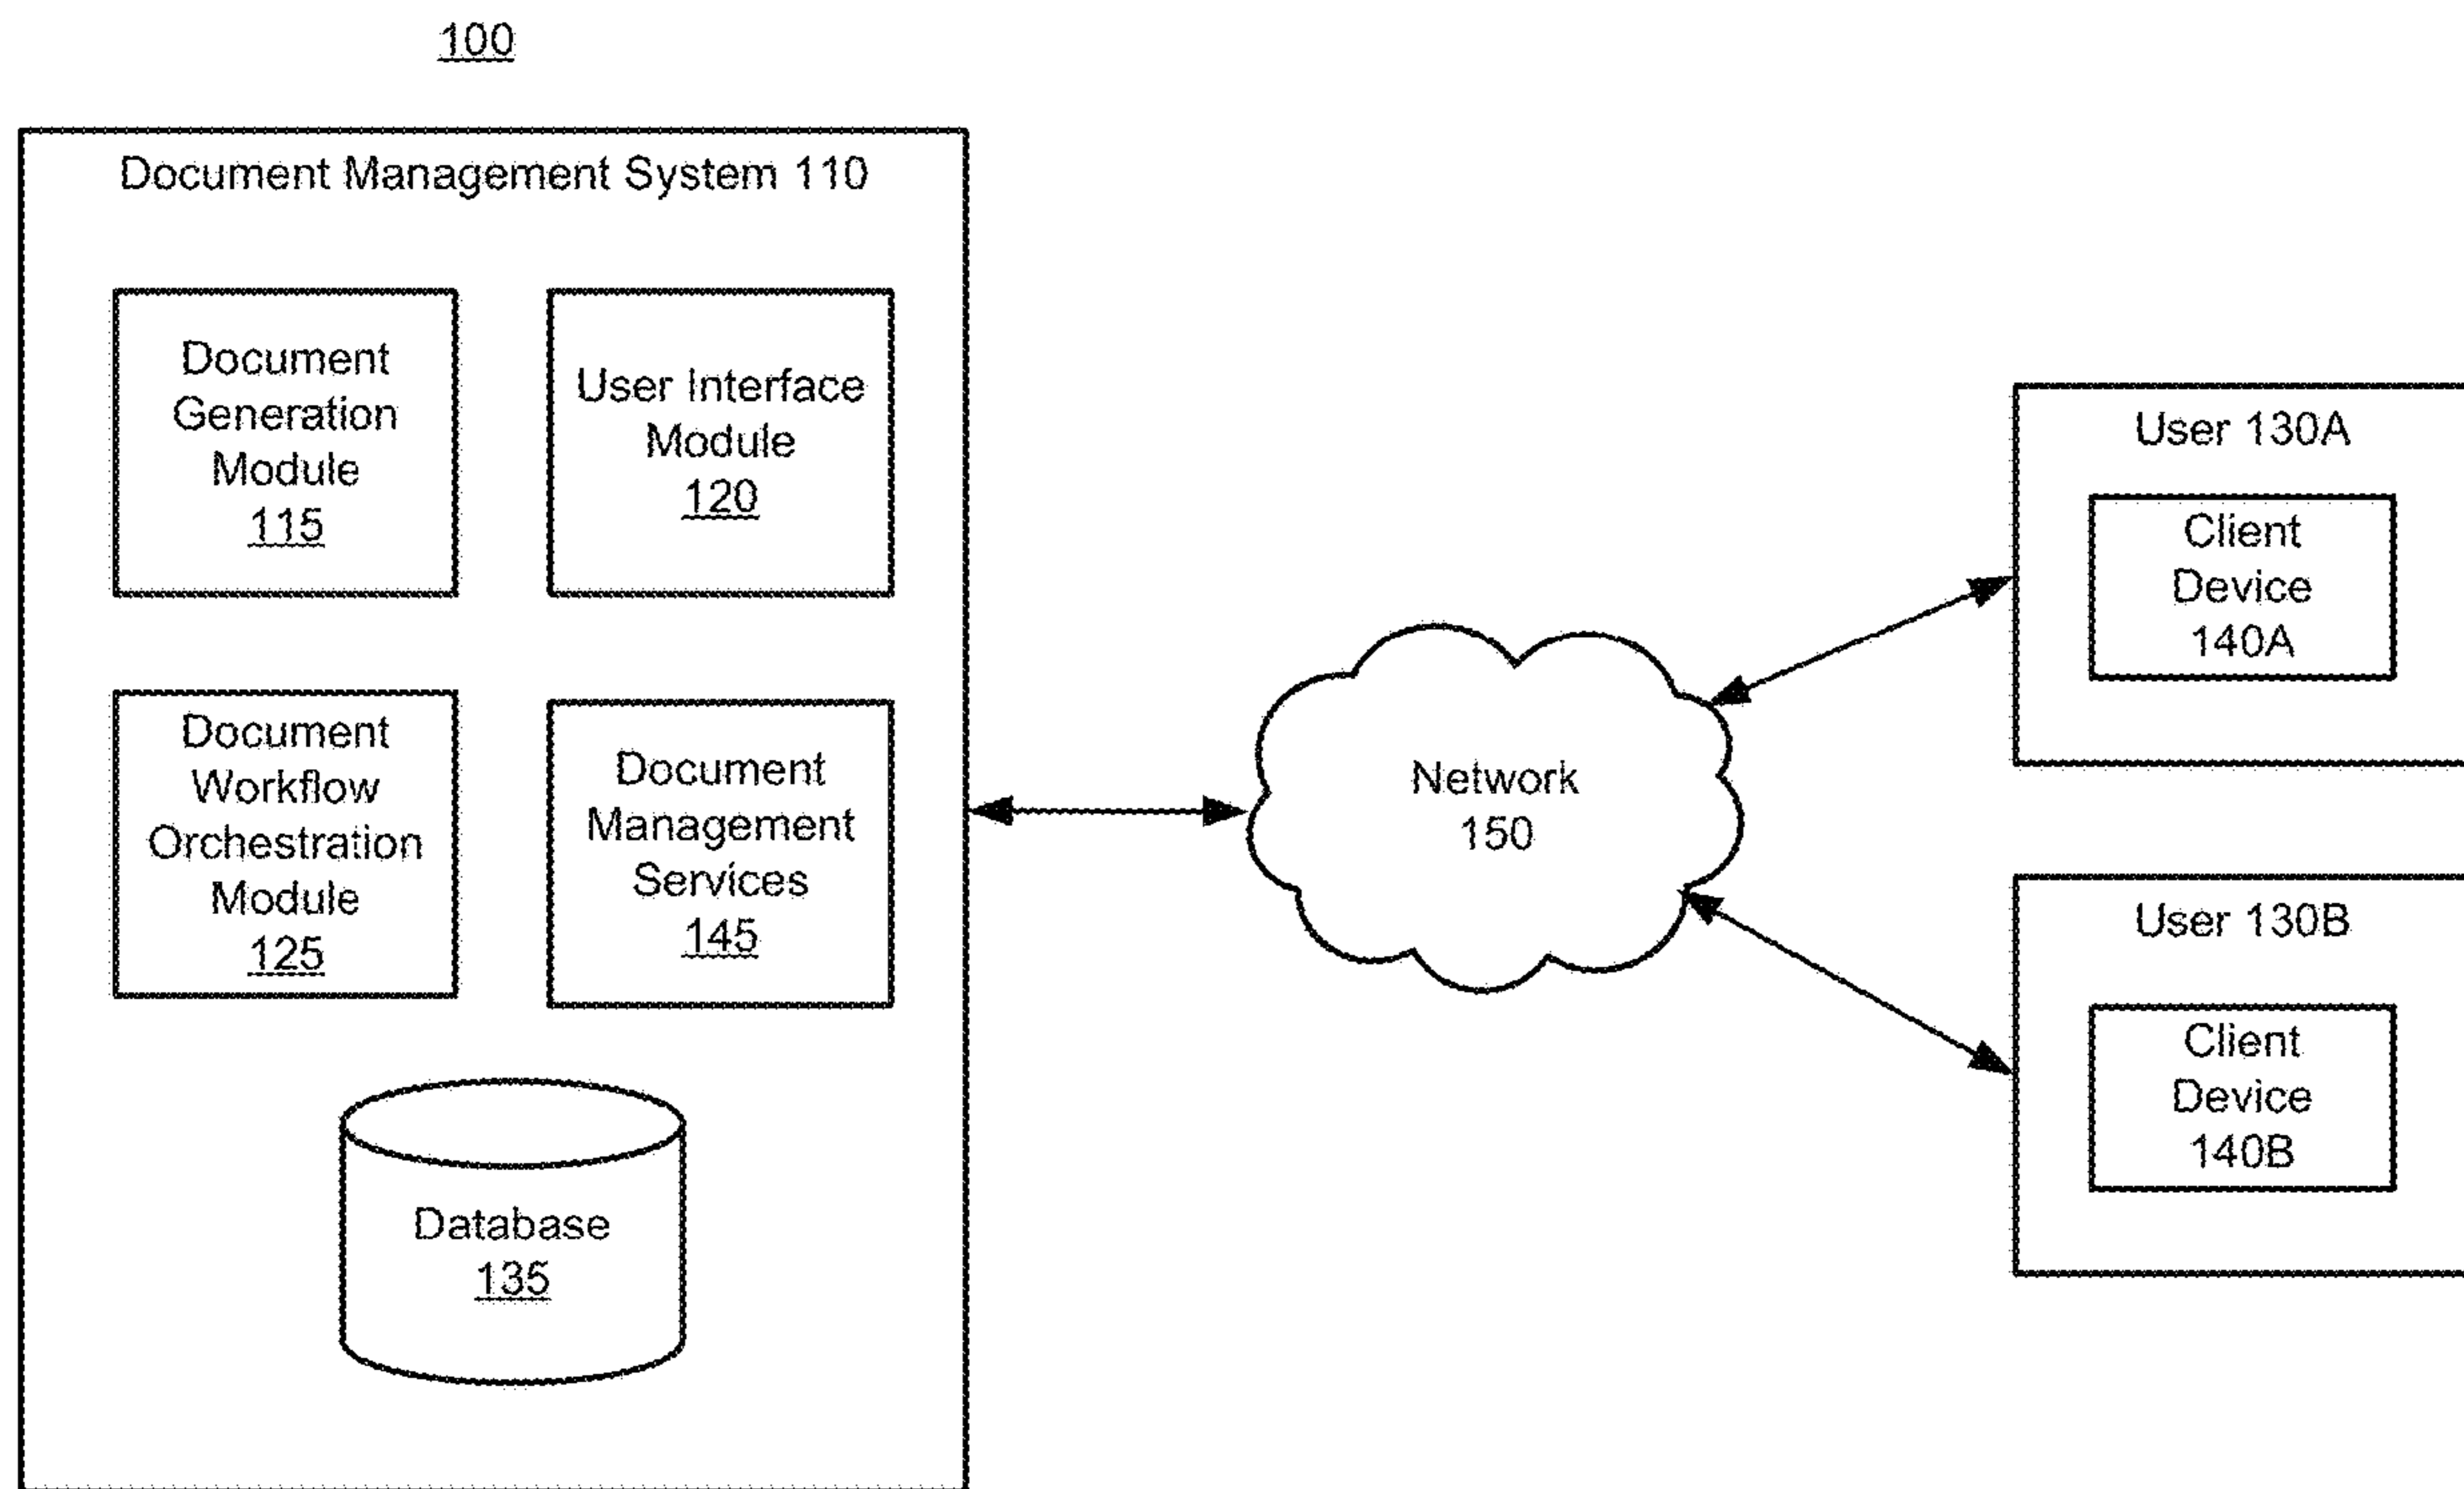 100
Document Management System 110
Document
Generation
Module
115
User Interface
Module
120
Document
Workflow
Orchestration
Module
125
Document
Management
Services
145
Database
135
Network
150
User 130A
Client
Device
140A
User 130B
Client
Device
140B